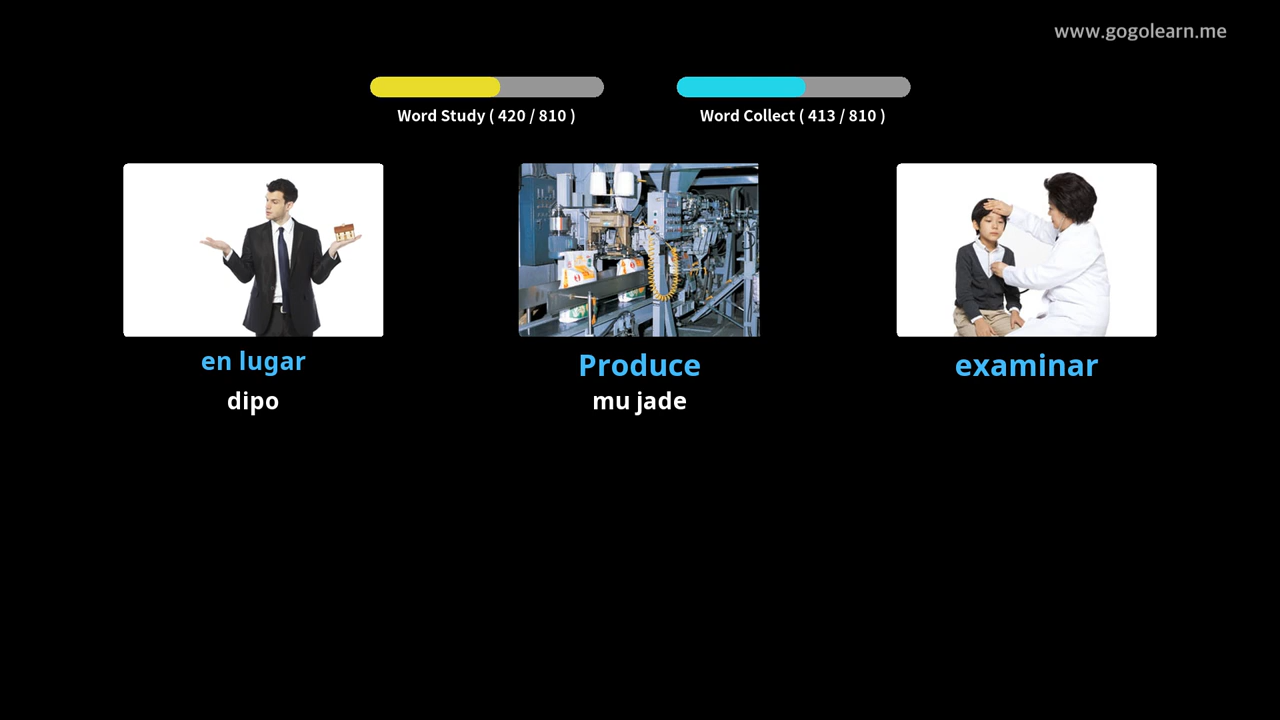 www.gogolearn.me
Word Study ( 420 / 810 )
Word Collect ( 413 / 810 )
en lugar
dipo
Produce
mu jade
examinar